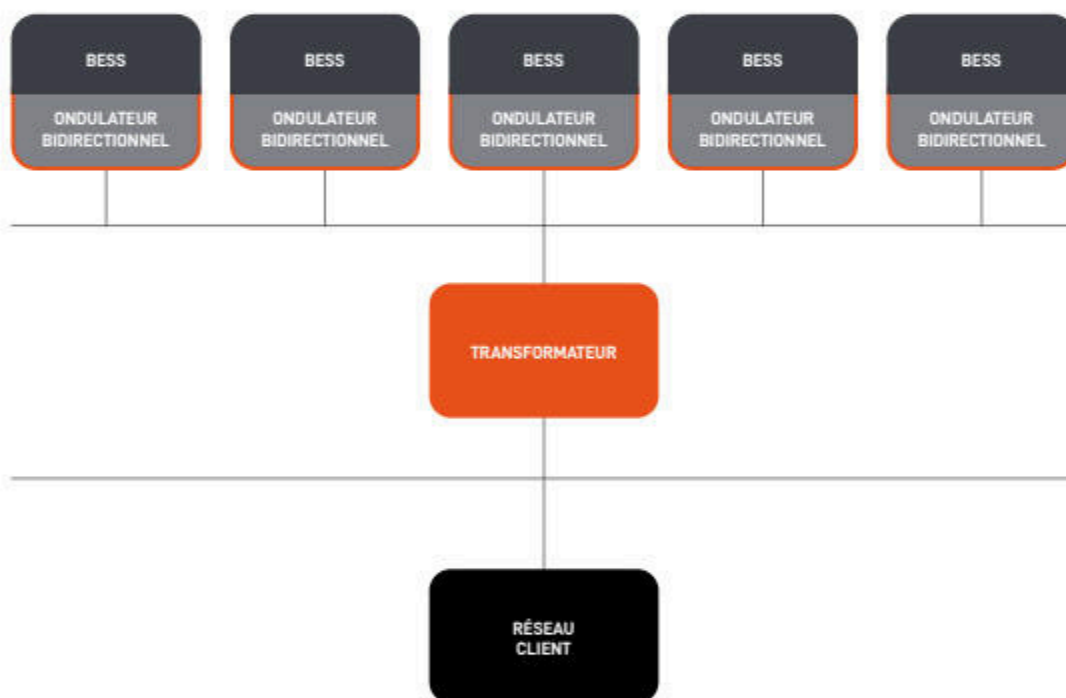 BESS
ONDULATEUR
BIDIRECTIONNEL
BESS
ONDULATEUR
BIDIRECTIONNEL
BESS
ONDULATEUR
BIDIRECTIONNEL
BESS
ONDULATEUR
BIDIRECTIONNEL
BESS
ONDULATEUR
BIDIRECTIONNEL
TRANSFORMATEUR
RÉSEAU
CLIENT